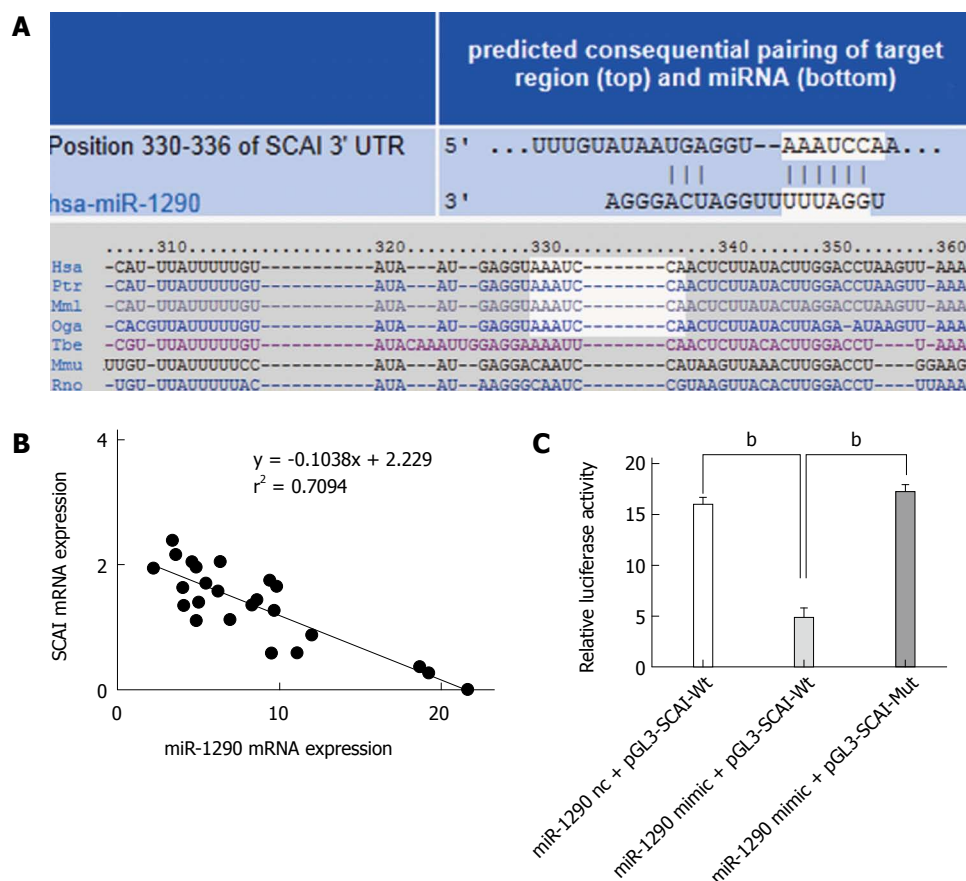 A
predicted consequential pairing of target
region (top) and miRNA (bottom)
Position 330-336 of SCAI 3' UTR
5' ...UUUGUAUAAUGAGGU--AAAUCCAA...
hsa-miR-1290
3' AGGGACUAGGUUUUUAGGU
.....310....................320..............330................340.........350.........360
Hsa -CAU-UUAUUUUUGU-----------AUA---AU--GAGGUAAAUC--------CAACUCUUAUACUUGGACCUAAGUU-AAA
Ptr -CAU-UUAUUUUUGU-----------AUA---AU--GAGGUAAAUC--------CAACUCUUAUACUUGGACCUAAGUU-AAA
Mml -CAU-UUAUUUUUGU-----------AUA---AU--GAGGUAAAUC--------CAACUCUUAUACUAGGACCUAAGUU-AAA
Oga -CACGUUAUUUUUGU-----------AUA---AU--GAGGUAAAUC--------CAACUCUUAUACUUAGA-AUAAGUU-AAA
Tbe -CGU-UUAUUUUUGU-----------AUACAAAUUGGAGGAAAAUU--------CAACUCUUACACUUGGACCU----U-AAA
Mmu UUGU-UUAUUUUUCC-----------AUA---AU--GAGGACAAUC--------CAUAAGUUAAACUUGGACCU----GGAAG
Rno -UGU-UUAUUUUUAC-----------AUA---AU--AAGGGCAAUC--------CGUAAGUUACACUUGGACCU----UUAAA
B
4
2
0
SCAI mRNA expression
y = -0.1038x + 2.229
r² = 0.7094
0 10 20
miR-1290 mRNA expression
C
b b
20
15
10
5
0
Relative luciferase activity
miR-1290 nc + pGL3-SCAI-Wt
miR-1290 mimic + pGL3-SCAI-Wt
miR-1290 mimic + pGL3-SCAI-Mut